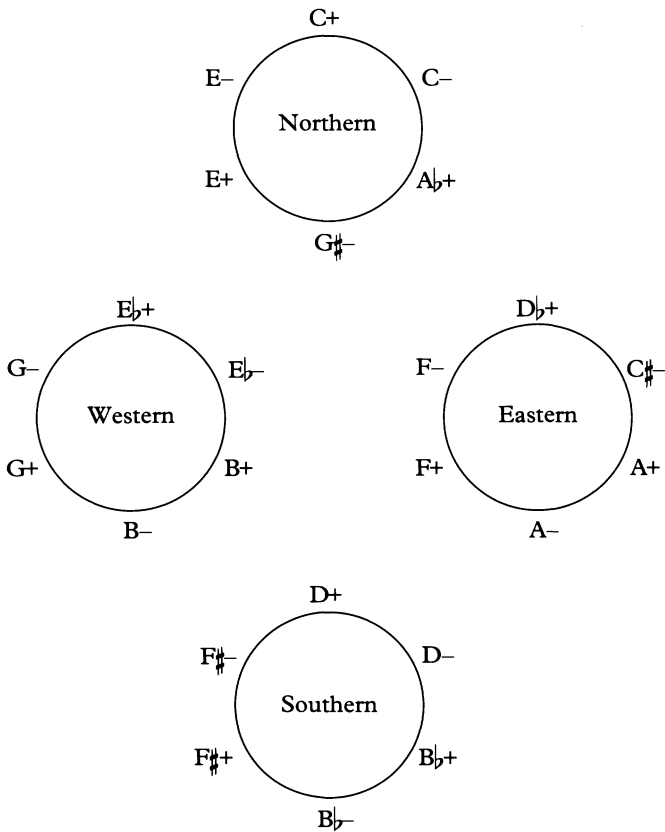 C+
E– C–
Northern
E+ A♭+
G♯–
E♭+ D♭+
G– E♭– F– C♯–
Western Eastern
G+ B+ F+ A+
B– A–
D+
F♯– D–
Southern
F♯+ B♭+
B♭–